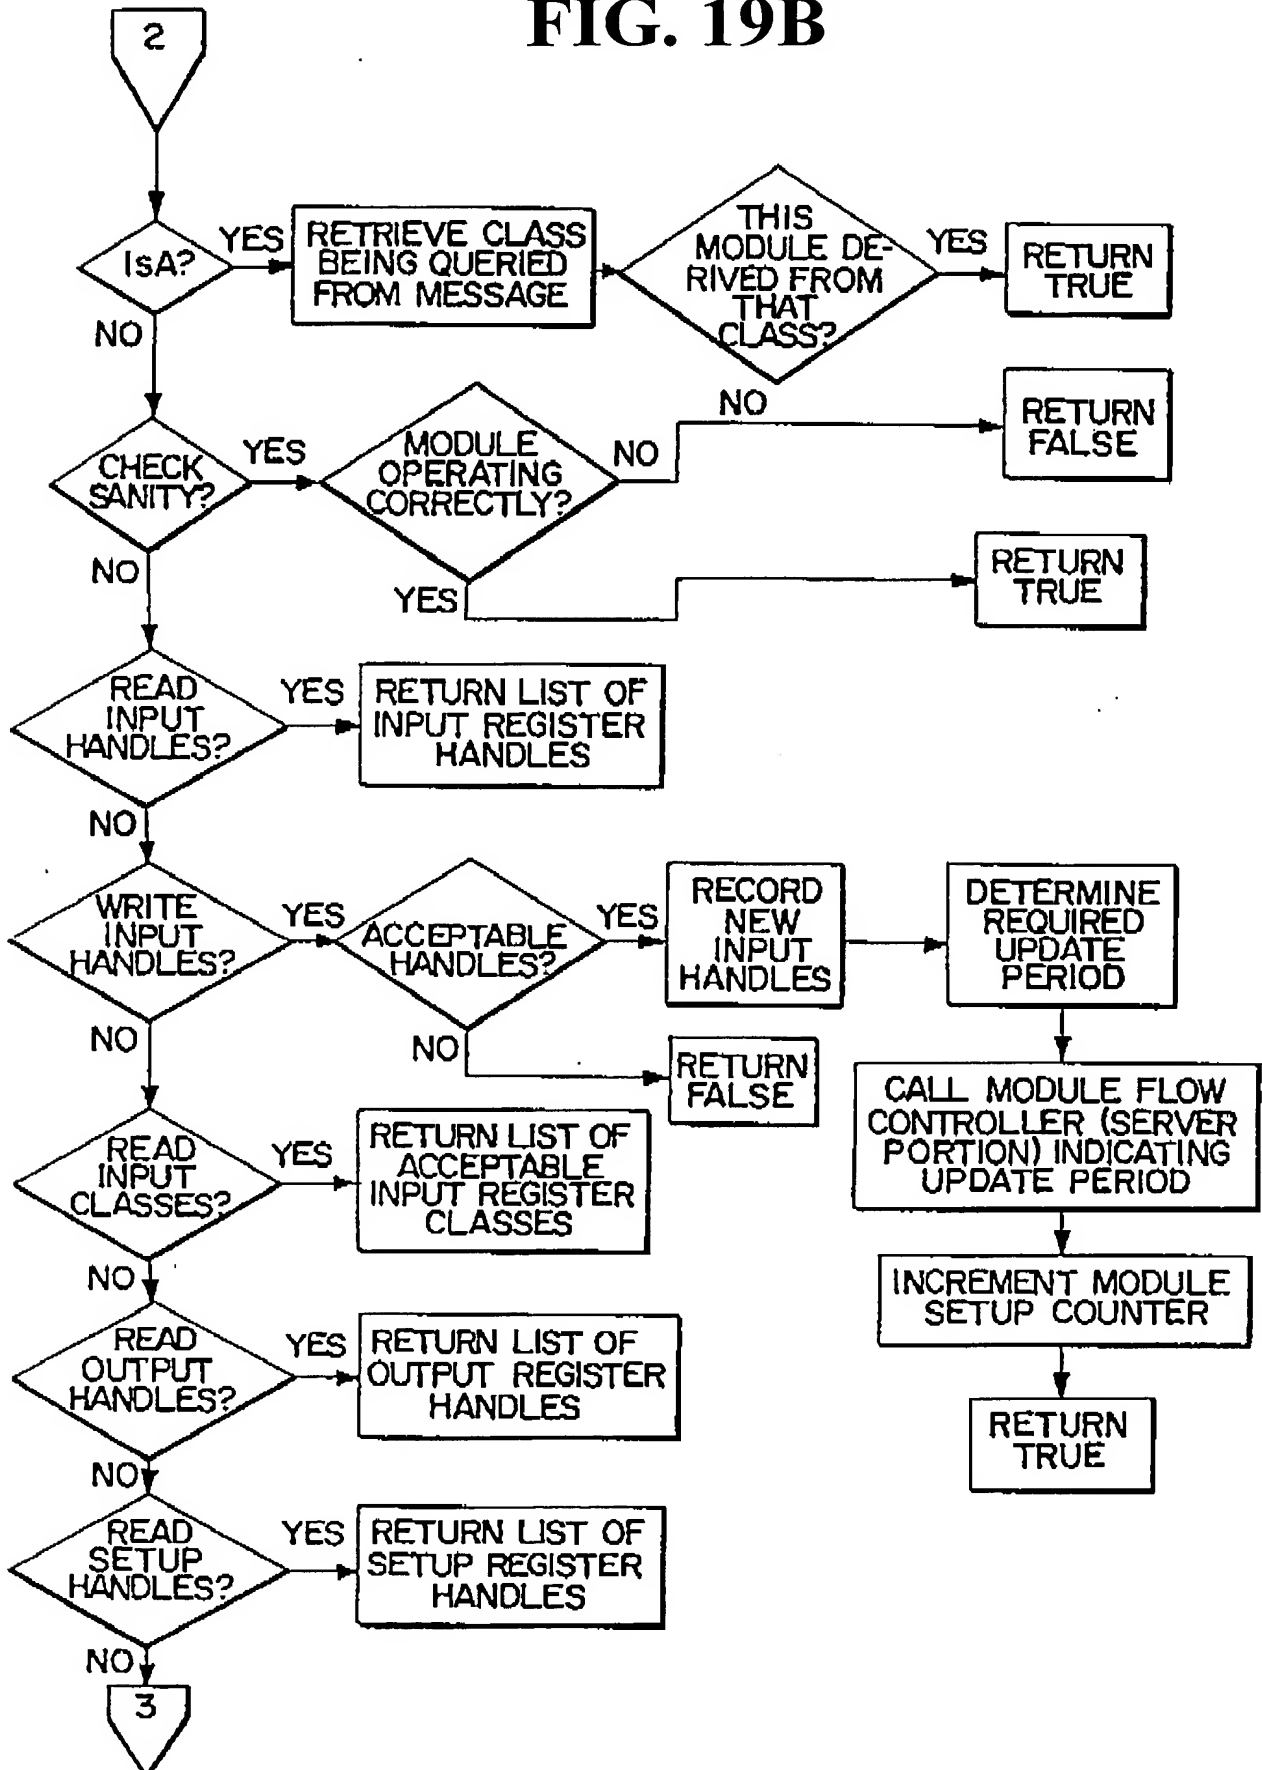 FIG. 19B
2
IsA?
YES
RETRIEVE CLASS
BEING QUERIED
FROM MESSAGE
THIS
MODULE DE-
RIVED FROM
THAT
CLASS?
YES
RETURN
TRUE
NO
NO
RETURN
FALSE
CHECK
SANITY?
YES
MODULE
OPERATING
CORRECTLY?
NO
YES
RETURN
TRUE
NO
READ
INPUT
HANDLES?
YES
RETURN LIST OF
INPUT REGISTER
HANDLES
NO
WRITE
INPUT
HANDLES?
YES
ACCEPTABLE
HANDLES?
YES
RECORD
NEW
INPUT
HANDLES
DETERMINE
REQUIRED
UPDATE
PERIOD
NO
RETURN
FALSE
CALL MODULE FLOW
CONTROLLER (SERVER
PORTION) INDICATING
UPDATE PERIOD
INCREMENT MODULE
SETUP COUNTER
RETURN
TRUE
NO
READ
INPUT
CLASSES?
YES
RETURN LIST OF
ACCEPTABLE
INPUT REGISTER
CLASSES
NO
READ
OUTPUT
HANDLES?
YES
RETURN LIST OF
OUTPUT REGISTER
HANDLES
NO
READ
SETUP
HANDLES?
YES
RETURN LIST OF
SETUP REGISTER
HANDLES
NO
3